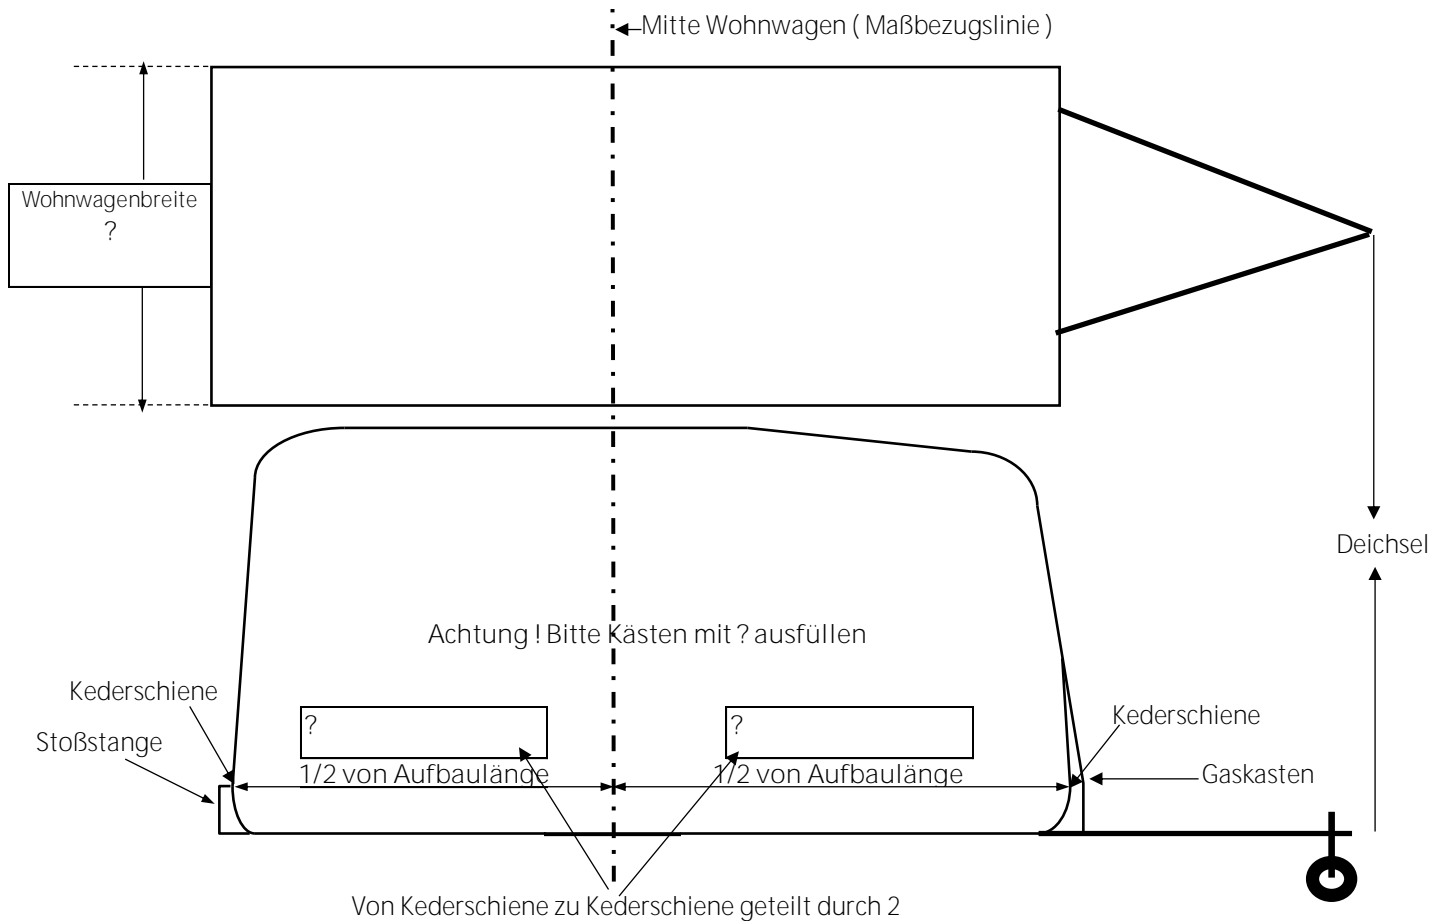 Mitte Wohnwagen ( Maßbezugslinie )
Wohnwagenbreite
?
Deichsel
Achtung ! Bitte Kästen mit ? ausfüllen
Kederschiene
?
?
Kederschiene
Stoßstange
1/2 von Aufbaulänge
1/2 von Aufbaulänge
Gaskasten
Von Kederschiene zu Kederschiene geteilt durch 2